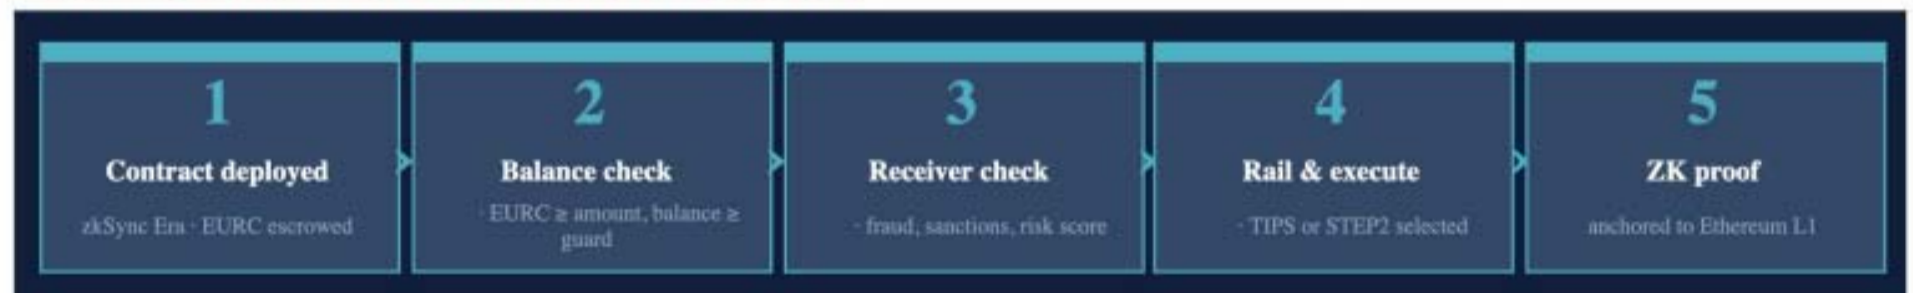 1
Contract deployed
zkSync Era · EURC escrowed
2
Balance check
· EURC ≥ amount, balance ≥
guard
3
Receiver check
· fraud, sanctions, risk score
4
Rail & execute
· TIPS or STEP2 selected
5
ZK proof
anchored to Ethereum L1